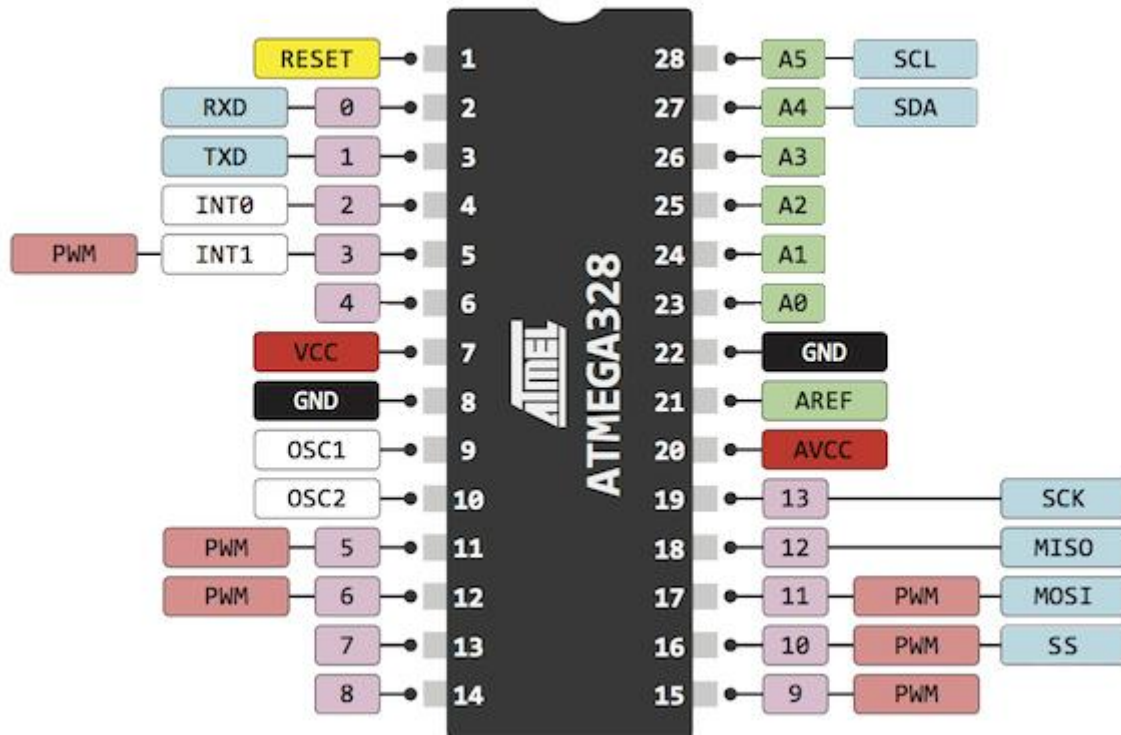 RESET 1 28 A5 SCL
RXD 0 2 27 A4 SDA
TXD 1 3 26 A3
INT0 2 4 25 A2
PWM INT1 3 5 24 A1
4 6 23 A0
VCC 7 22 GND
GND 8 21 AREF
OSC1 9 20 AVCC
OSC2 10 19 13 SCK
PWM 5 11 18 12 MISO
PWM 6 12 17 11 PWM MOSI
7 13 16 10 PWM SS
8 14 15 9 PWM
ATMEL
ATMEGA328